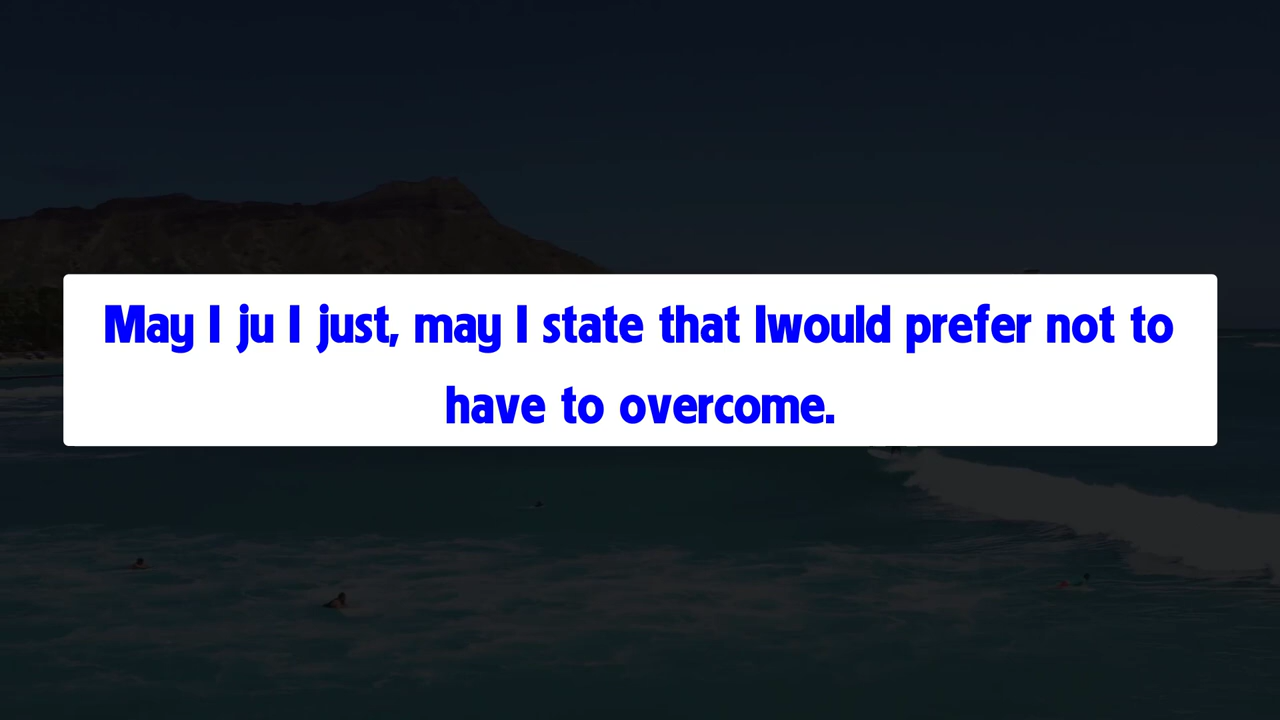 May I ju I just, may I state that Iwould prefer not to
have to overcome.